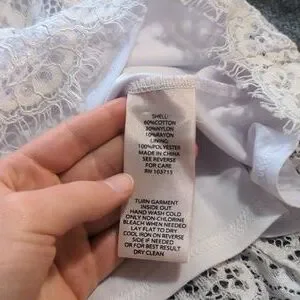 SHELL:
60%COTTON
30%NYLON
10%RAYON
LINING:
100%POLYESTER
MADE IN CHINA
SEE REVERSE
FOR CARE
RN 103711
TURN GARMENT
INSIDE OUT
HAND WASH COLD
ONLY NON-CHLORINE
BLEACH WHEN NEEDED
LAY FLAT TO DRY
COOL IRON ON REVERSE
SIDE IF NEEDED
OR FOR BEST RESULT
DRY CLEAN